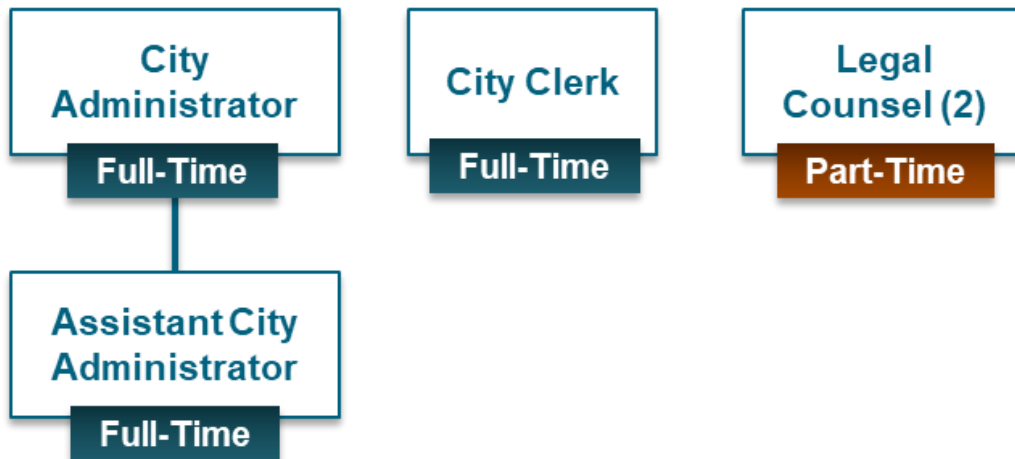 City
Administrator
Full-Time
City Clerk
Full-Time
Legal
Counsel (2)
Part-Time
Assistant City
Administrator
Full-Time